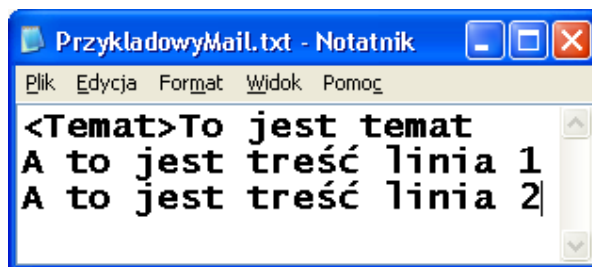 PrzykladowyMail.txt - Notatnik
Plik Edycja Format Widok Pomoc
<Temat>To jest temat
A to jest treść linia 1
A to jest treść linia 2